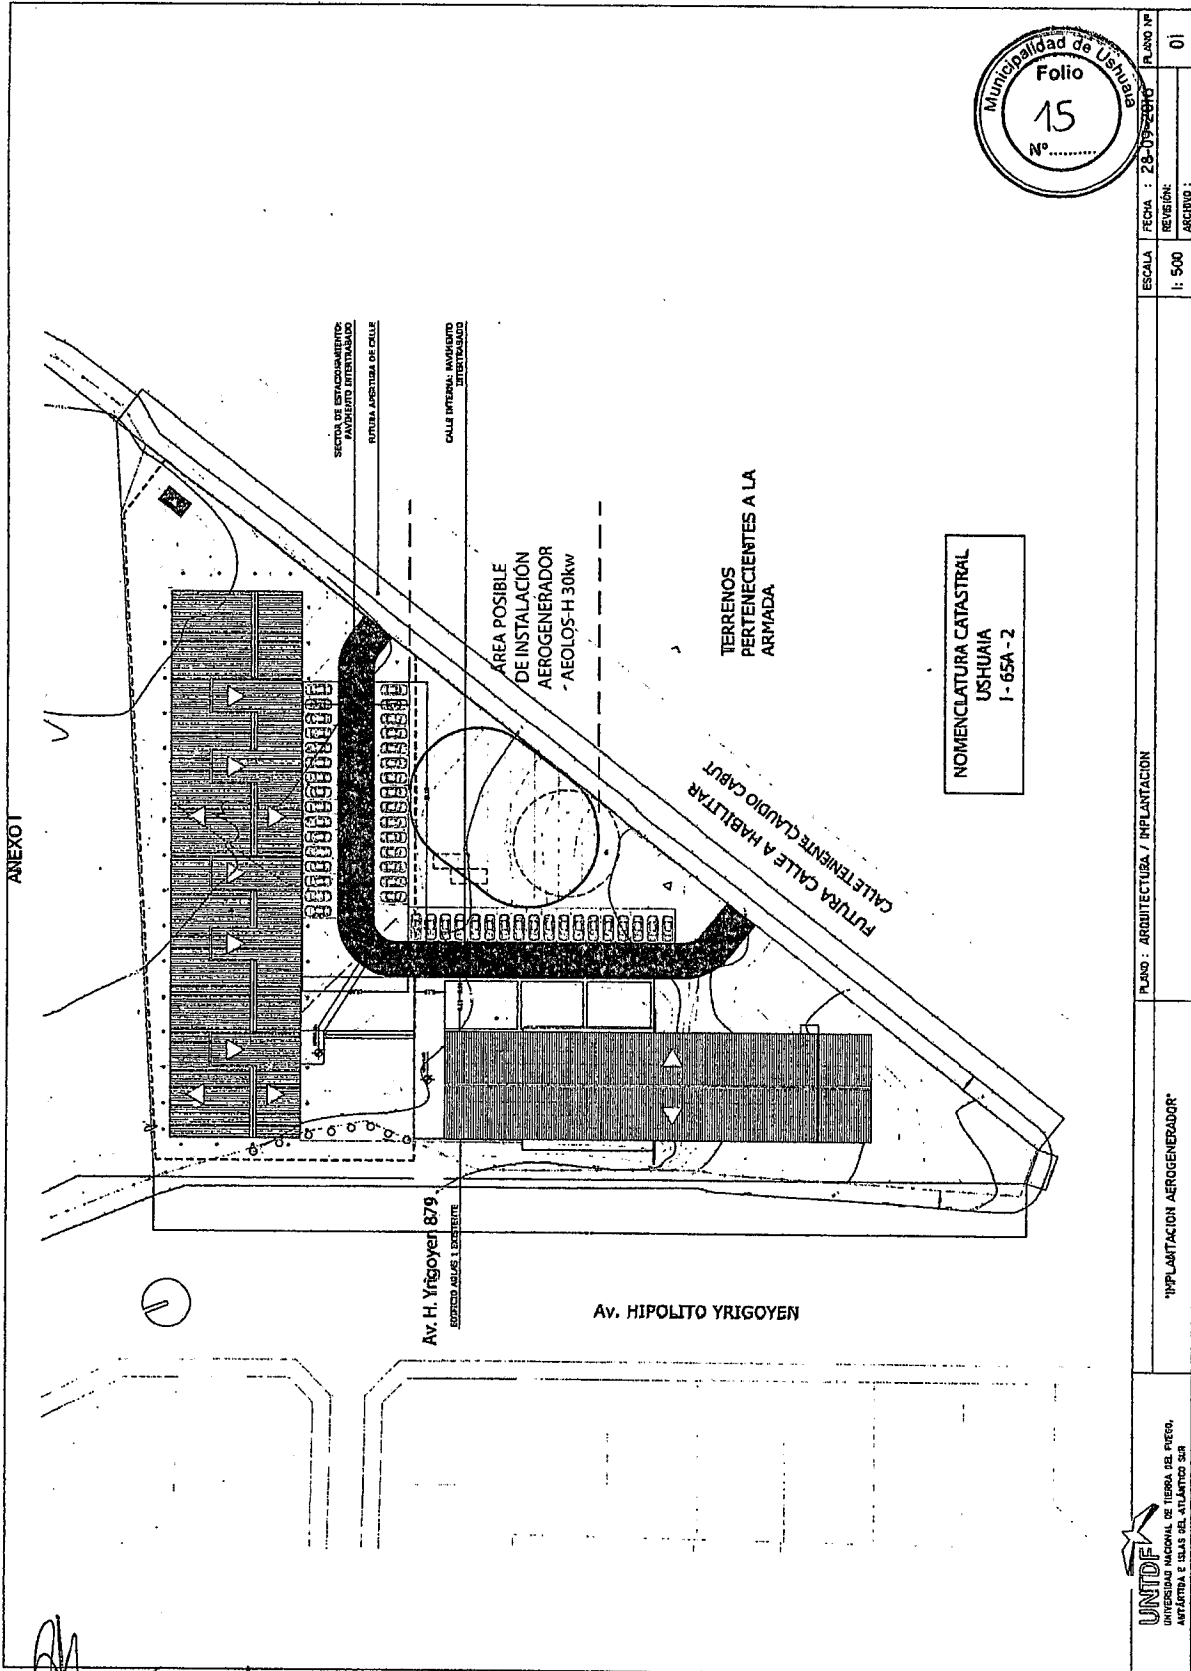 ANEXO I
Municipalidad de Ushuaia
Folio
15
Nº..........
SECTOR DE ESTACIONAMIENTO:
PAVIMENTO INTERTRABADO
FUTURA APERTURA DE CALLE
CALLE INTERNA: PAVIMENTO
INTERTRABADO
ÁREA POSIBLE
DE INSTALACIÓN
AEROGENERADOR
AEOLOS-H 30kw
TERRENOS
PERTENECIENTES A LA
ARMADA
NOMENCLATURA CATASTRAL
USHUAIA
I - 65A - 2
FUTURA CALLE A HABILITAR
CALLE TENIENTE CLAUDIO CABUT
Av. H. Yrigoyen 879
EDIFICIO AULAS 1 EXISTENTE
Av. HIPOLITO YRIGOYEN
UNTDF
UNIVERSIDAD NACIONAL DE TIERRA DEL FUEGO,
ANTÁRTIDA E ISLAS DEL ATLÁNTICO SUR
"IMPLANTACION AEROGENERADOR"
PLANO : ARQUITECTURA / IMPLANTACION
ESCALA
1: 500
FECHA : 28-09-2016
REVISIÓN:
ARCHIVO :
PLANO Nº
01